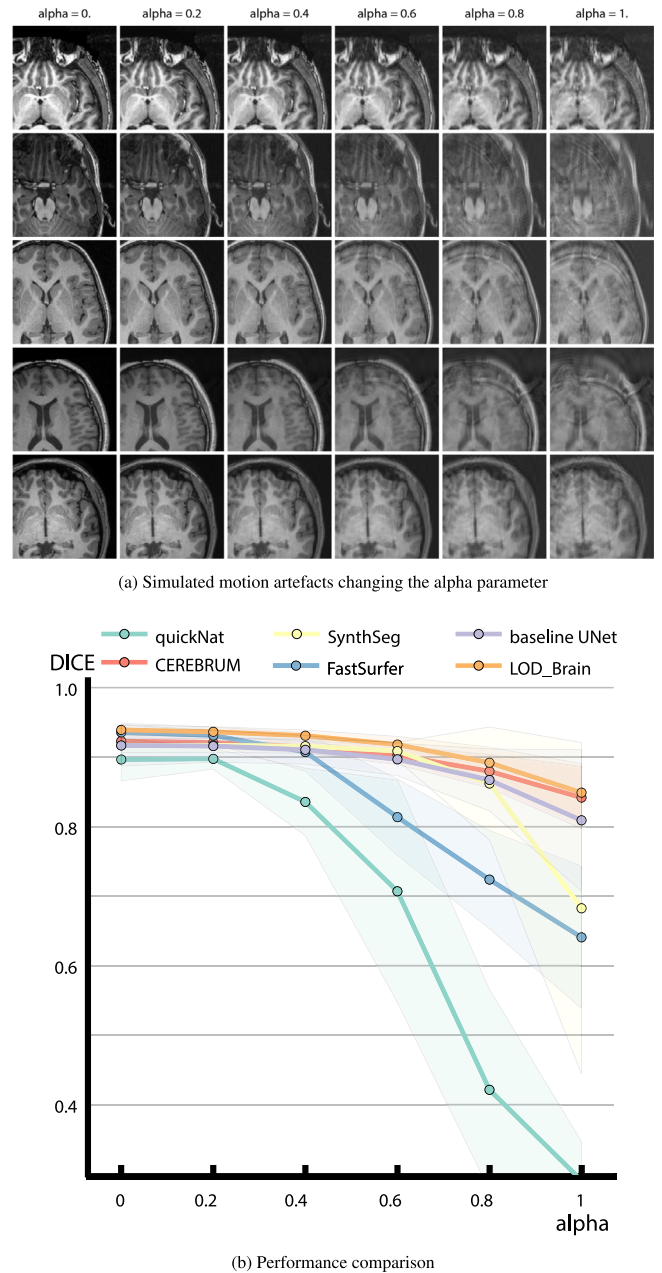 alpha = 0. alpha = 0.2 alpha = 0.4 alpha = 0.6 alpha = 0.8 alpha = 1.
(a) Simulated motion artefacts changing the alpha parameter
quickNat SynthSeg baseline UNet
DICE CEREBRUM FastSurfer LOD_Brain
1.0
0.8
0.6
0.4
0 0.2 0.4 0.6 0.8 1
alpha
(b) Performance comparison